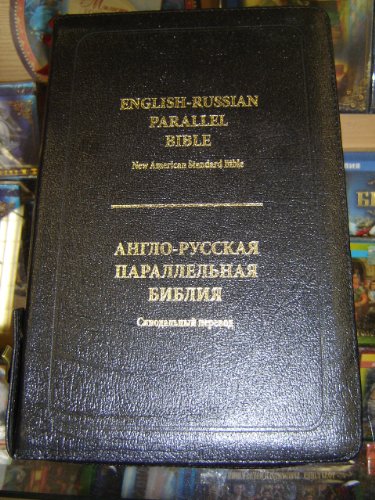 ENGLISH-RUSSIAN
PARALLEL
BIBLE
New American Standard Bible
АНГЛО-РУССКАЯ
ПАРАЛЛЕЛЬНАЯ
БИБЛИЯ
Синодальный перевод